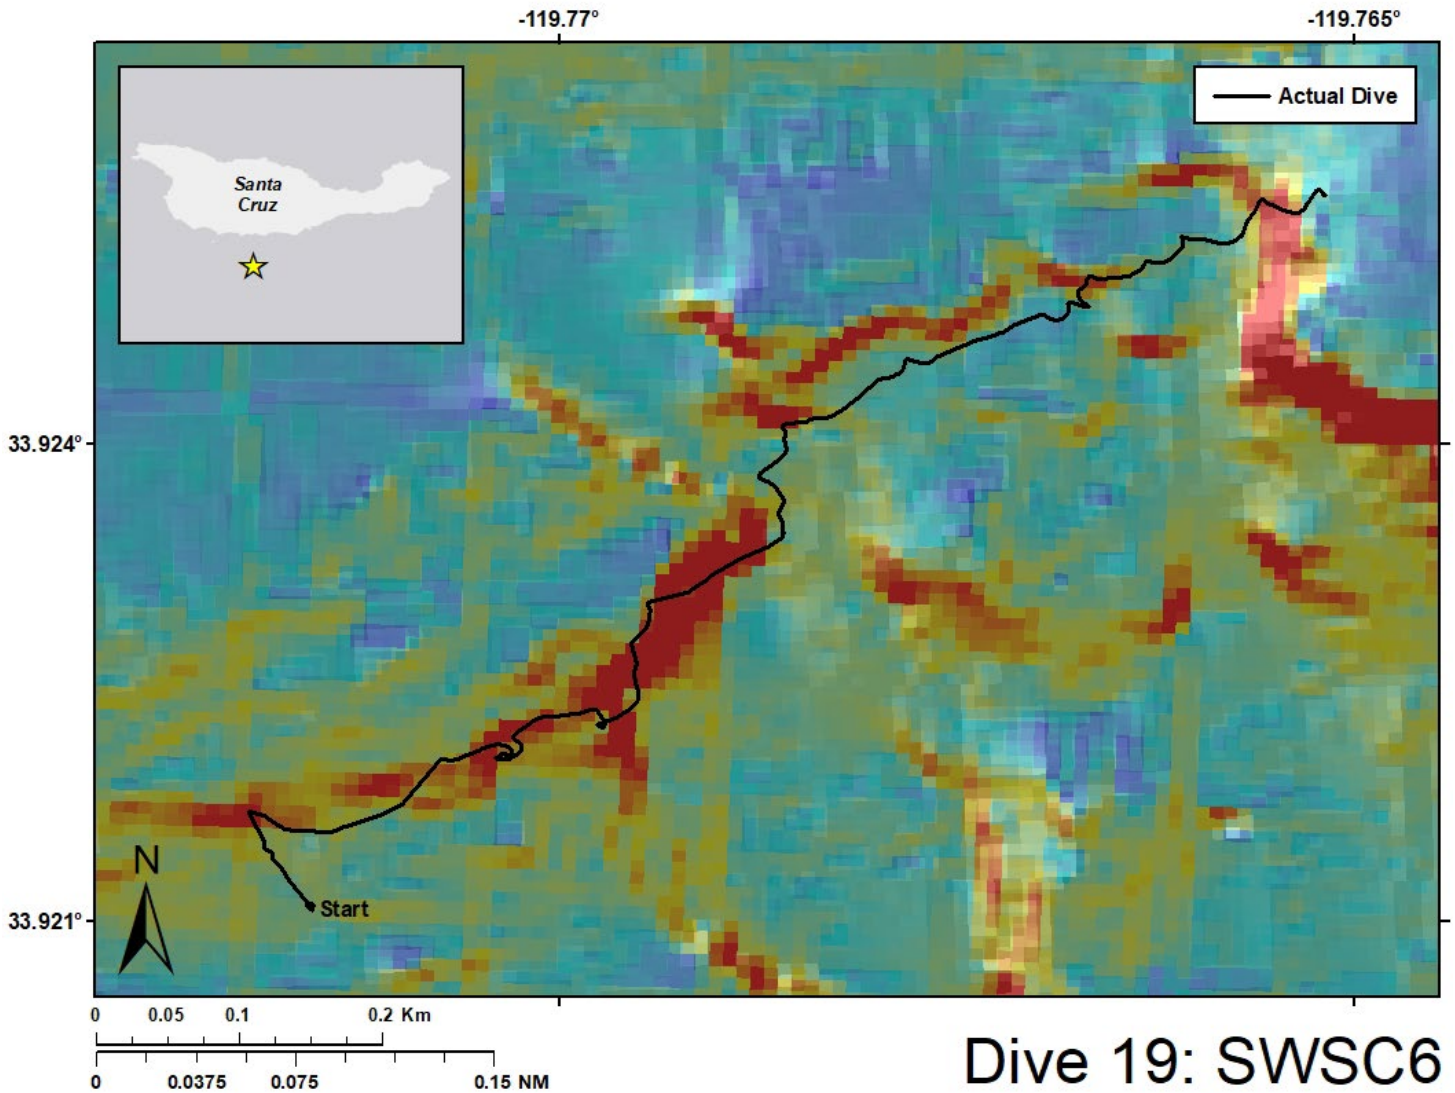 -119.77° -119.765°
Actual Dive
Santa
Cruz
33.924°
N
Start
33.921°
0 0.05 0.1 0.2 Km
0 0.0375 0.075 0.15 NM
Dive 19: SWSC6